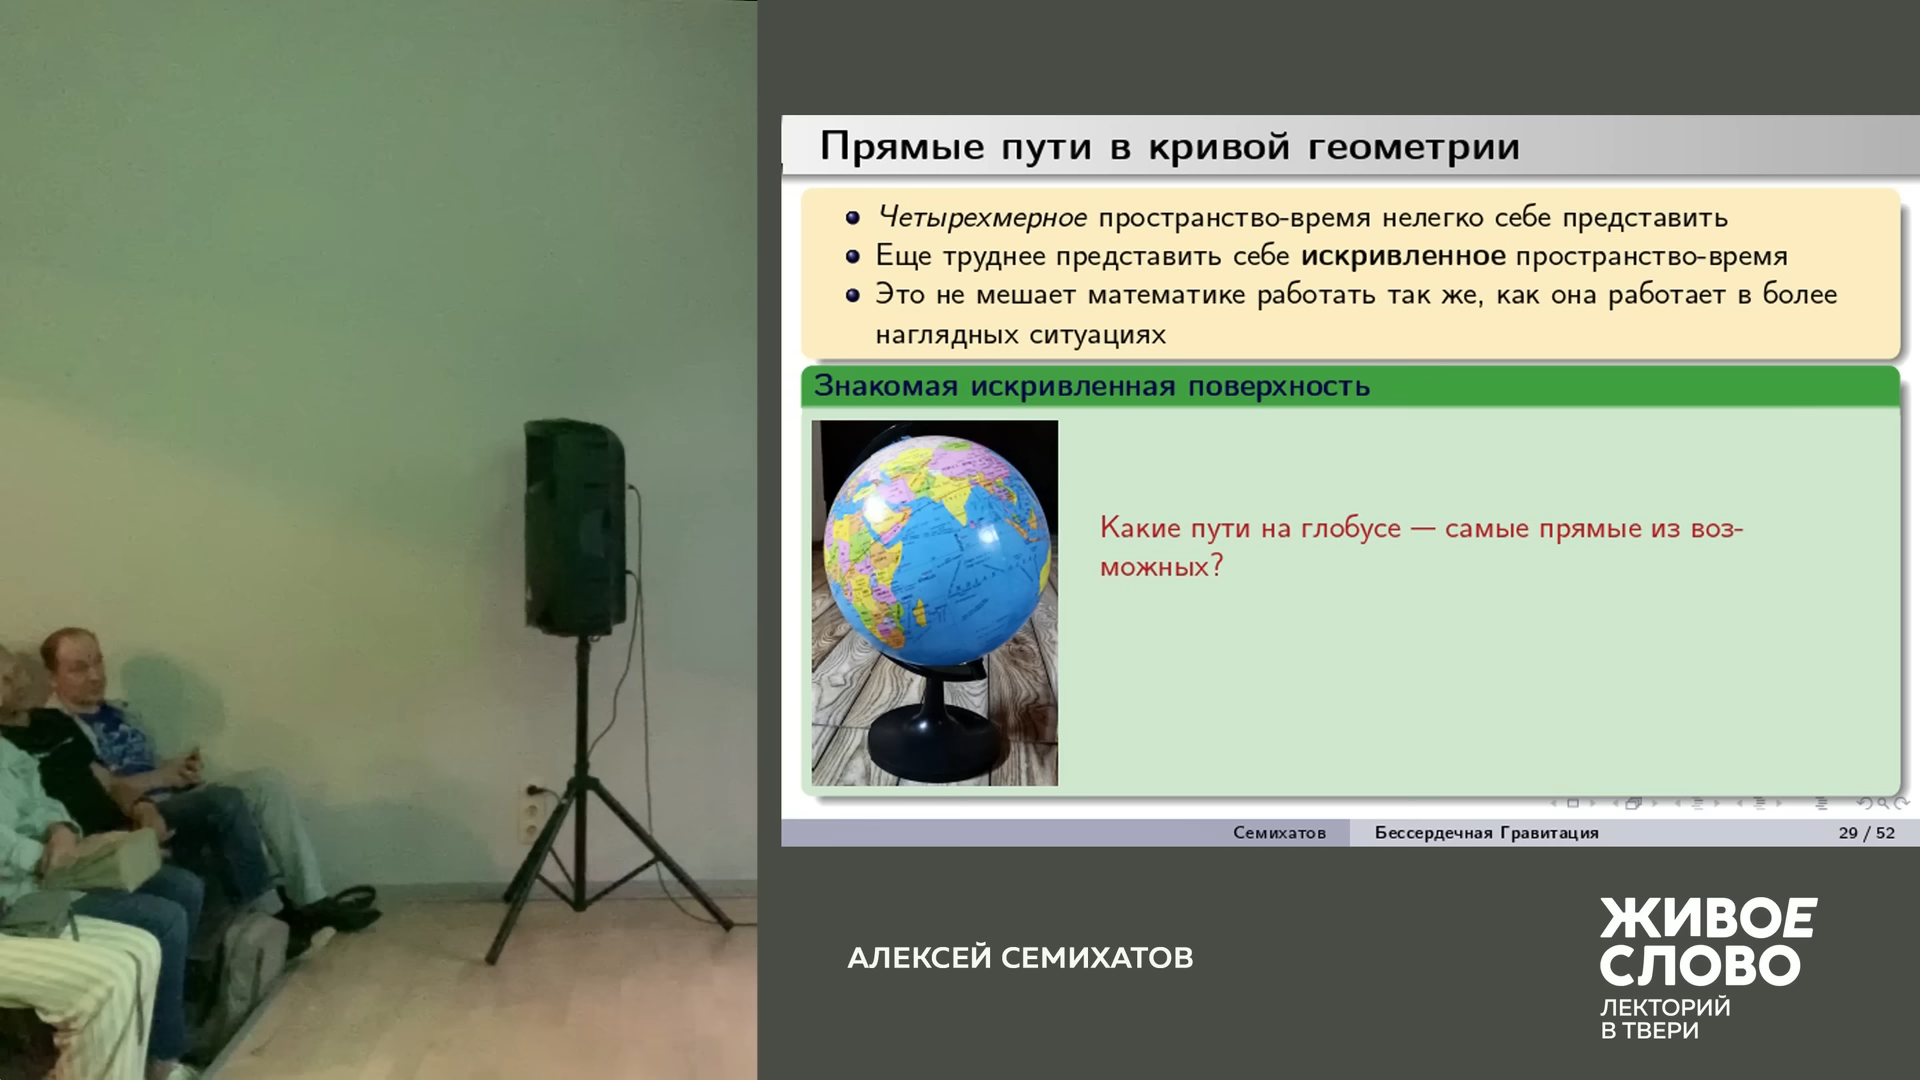 Прямые пути в кривой геометрии
Четырехмерное пространство-время нелегко себе представить
Еще труднее представить себе искривленное пространство-время
Это не мешает математике работать так же, как она работает в более
наглядных ситуациях
Знакомая искривленная поверхность
Какие пути на глобусе — самые прямые из воз-
можных?
Семихатов
Бессердечная Гравитация
29 / 52
АЛЕКСЕЙ СЕМИХАТОВ
ЖИВОЕ
СЛОВО
ЛЕКТОРИЙ
В ТВЕРИ